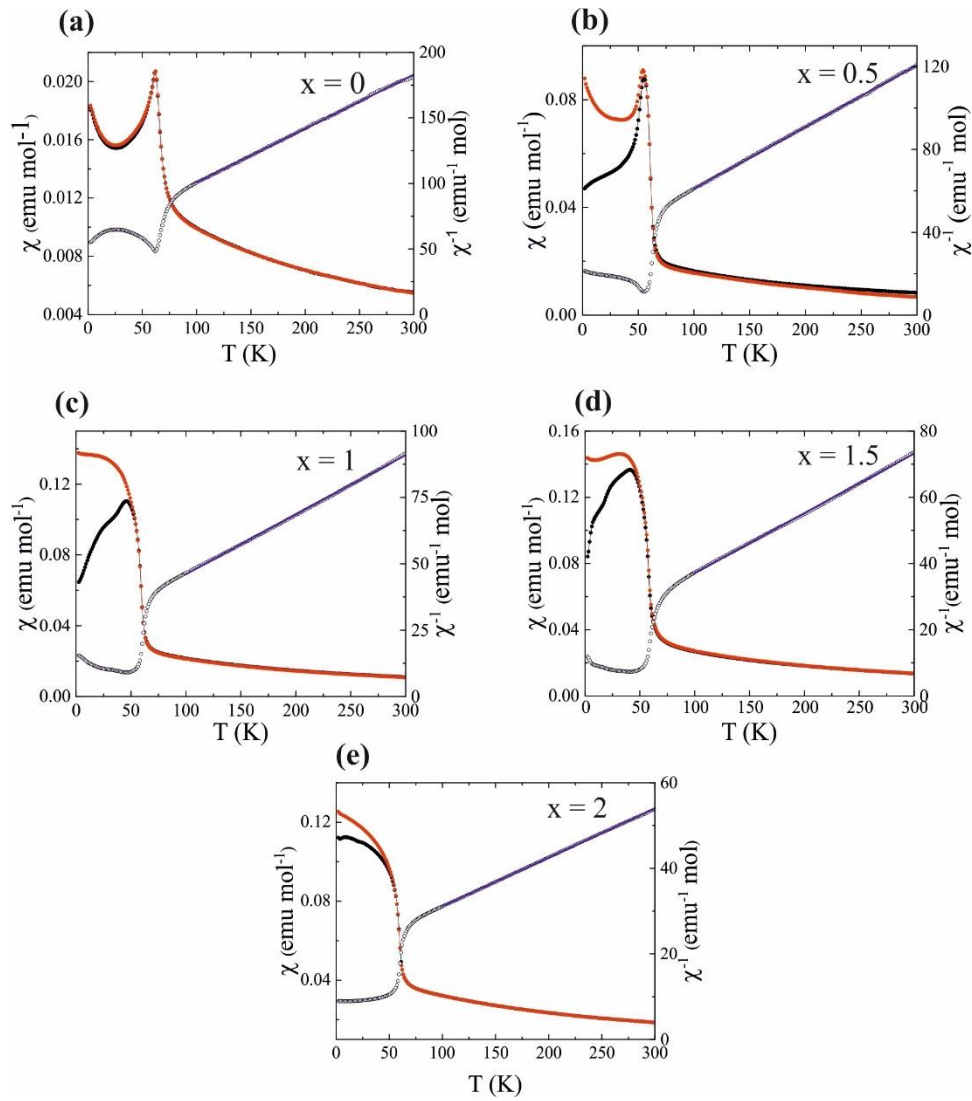 (a)
x = 0
0.020
0.016
0.012
0.008
0.004
200
150
100
50
0
0 50 100 150 200 250 300
χ (emu mol-1)
χ⁻¹ (emu⁻¹ mol)
T (K)
(b)
x = 0.5
0.08
0.04
0.00
120
80
40
0
0 50 100 150 200 250 300
χ (emu mol⁻¹)
χ⁻¹ (emu⁻¹ mol)
T (K)
(c)
x = 1
0.12
0.08
0.04
0.00
100
75
50
25
0
0 50 100 150 200 250 300
χ (emu mol⁻¹)
χ⁻¹ (emu⁻¹ mol)
T (K)
(d)
x = 1.5
0.16
0.12
0.08
0.04
0.00
80
70
60
50
40
30
20
10
0
0 50 100 150 200 250 300
χ (emu mol⁻¹)
χ⁻¹(emu⁻¹ mol)
T (K)
(e)
x = 2
0.12
0.08
0.04
60
40
20
0
0 50 100 150 200 250 300
χ (emu mol⁻¹)
χ⁻¹ (emu⁻¹ mol)
T (K)